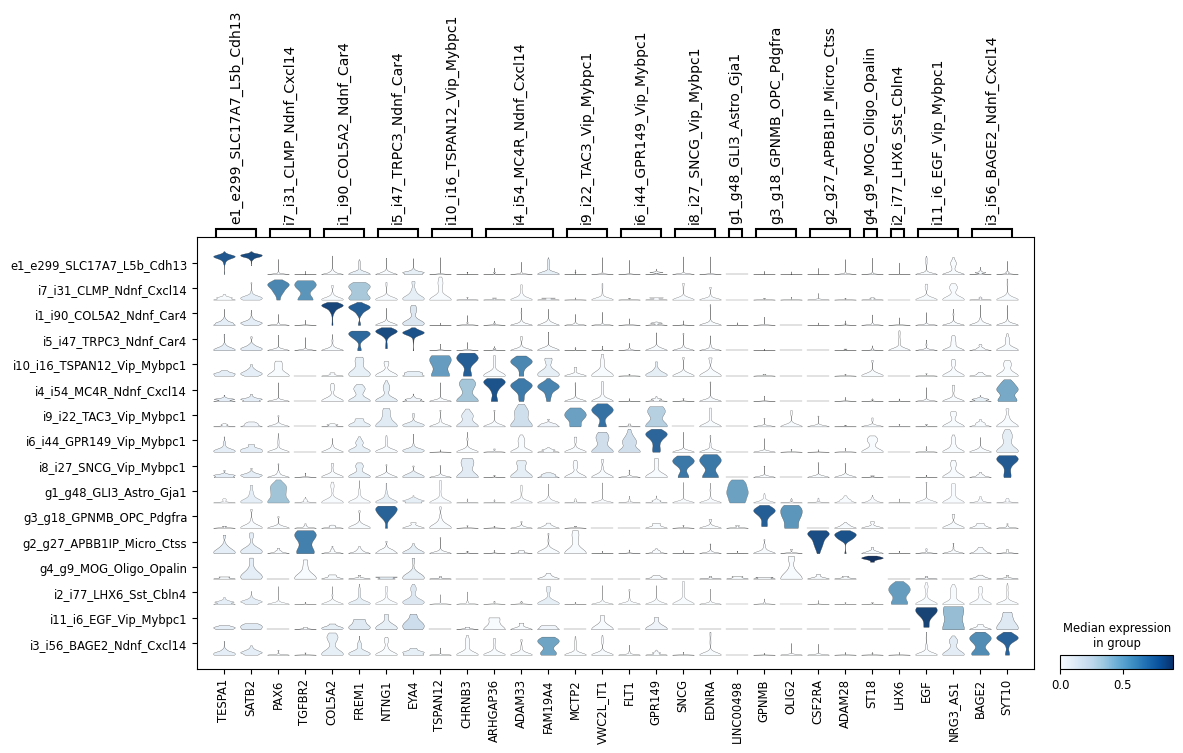 e1_e299_SLC17A7_L5b_Cdh13
i7_i31_CLMP_Ndnf_Cxcl14
i1_i90_COL5A2_Ndnf_Car4
i5_i47_TRPC3_Ndnf_Car4
i10_i16_TSPAN12_Vip_Mybpc1
i4_i54_MC4R_Ndnf_Cxcl14
i9_i22_TAC3_Vip_Mybpc1
i6_i44_GPR149_Vip_Mybpc1
i8_i27_SNCG_Vip_Mybpc1
g1_g48_GLI3_Astro_Gja1
g3_g18_GPNMB_OPC_Pdgfra
g2_g27_APBB1IP_Micro_Ctss
g4_g9_MOG_Oligo_Opalin
i2_i77_LHX6_Sst_Cbln4
i11_i6_EGF_Vip_Mybpc1
i3_i56_BAGE2_Ndnf_Cxcl14
e1_e299_SLC17A7_L5b_Cdh13
i7_i31_CLMP_Ndnf_Cxcl14
i1_i90_COL5A2_Ndnf_Car4
i5_i47_TRPC3_Ndnf_Car4
i10_i16_TSPAN12_Vip_Mybpc1
i4_i54_MC4R_Ndnf_Cxcl14
i9_i22_TAC3_Vip_Mybpc1
i6_i44_GPR149_Vip_Mybpc1
i8_i27_SNCG_Vip_Mybpc1
g1_g48_GLI3_Astro_Gja1
g3_g18_GPNMB_OPC_Pdgfra
g2_g27_APBB1IP_Micro_Ctss
g4_g9_MOG_Oligo_Opalin
i2_i77_LHX6_Sst_Cbln4
i11_i6_EGF_Vip_Mybpc1
i3_i56_BAGE2_Ndnf_Cxcl14
TESPA1
SATB2
PAX6
TGFBR2
COL5A2
FREM1
NTNG1
EYA4
TSPAN12
CHRNB3
ARHGAP36
ADAM33
FAM19A4
MCTP2
VWC2L_IT1
FLT1
GPR149
SNCG
EDNRA
LINC00498
GPNMB
OLIG2
CSF2RA
ADAM28
ST18
LHX6
EGF
NRG3_AS1
BAGE2
SYT10
Median expression
in group
0.0 0.5